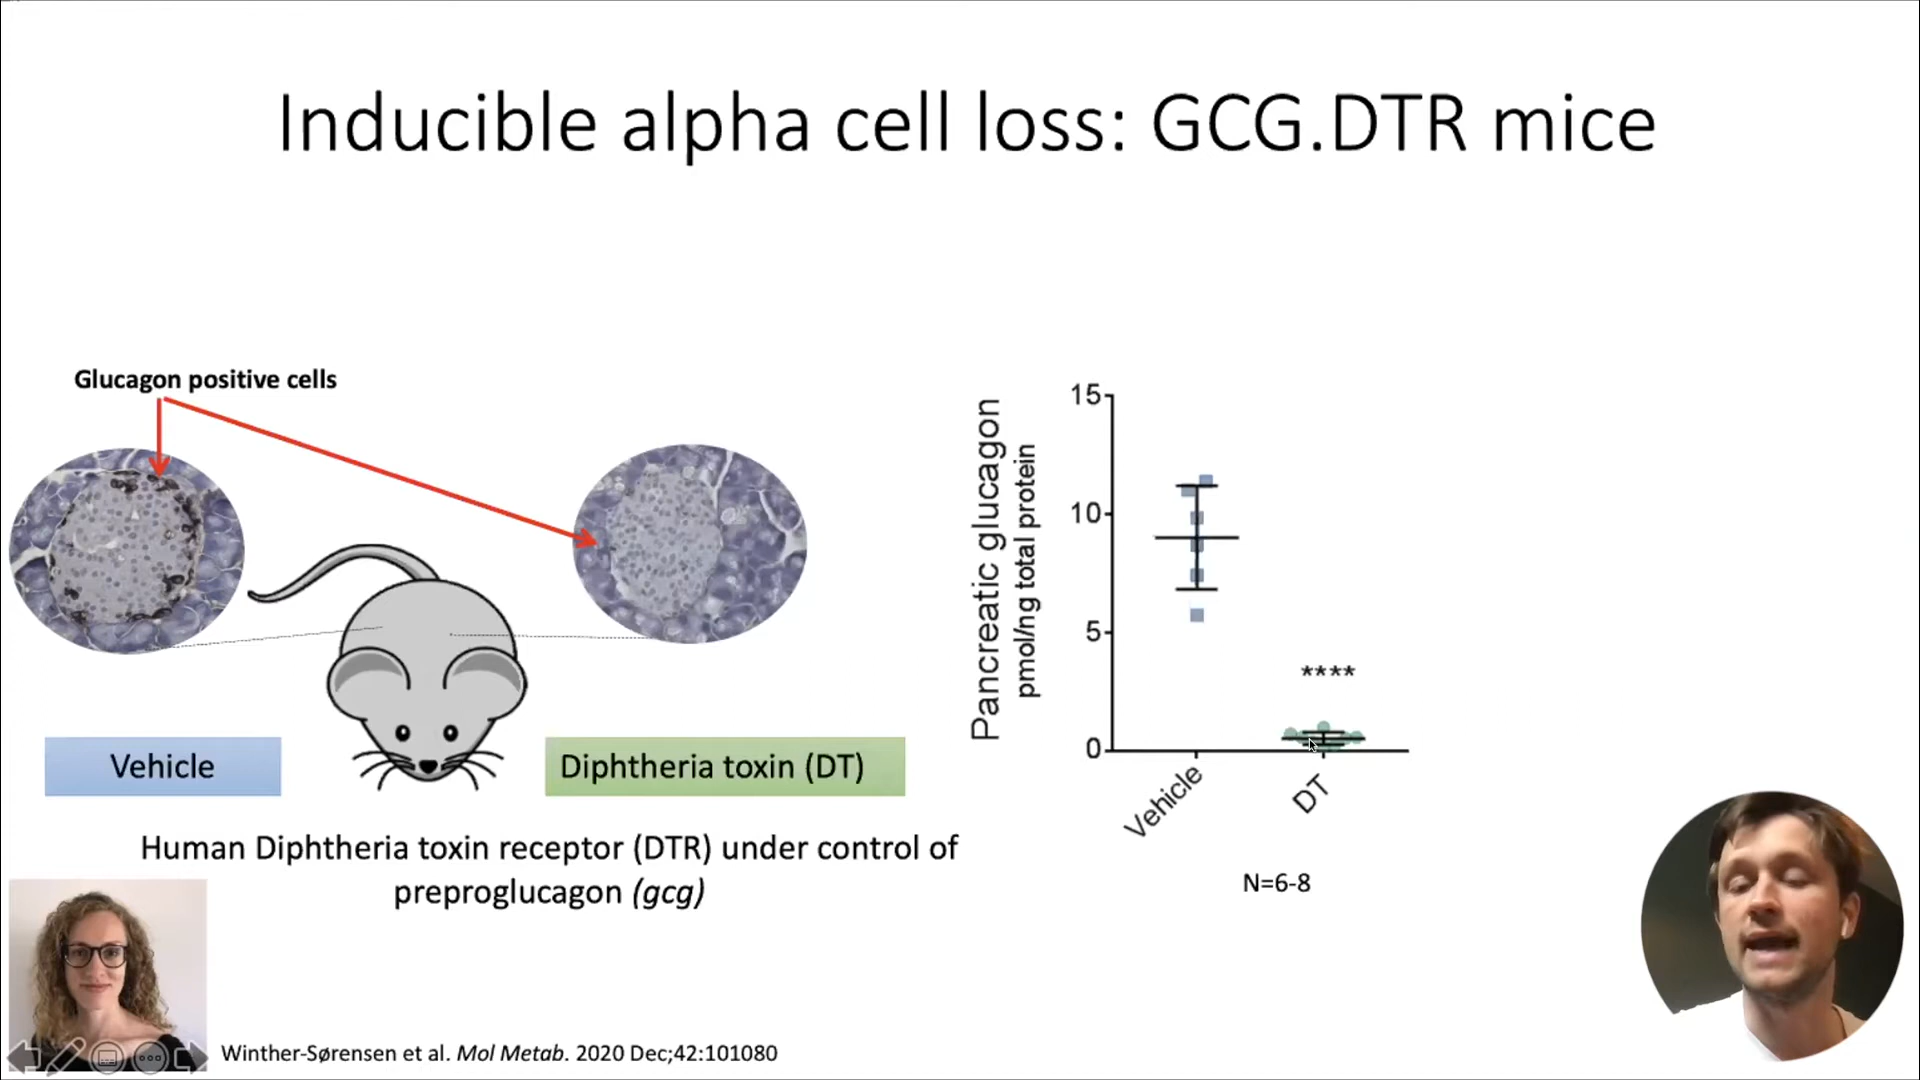 Inducible alpha cell loss: GCG.DTR mice
Glucagon positive cells
Vehicle
Diphtheria toxin (DT)
Human Diphtheria toxin receptor (DTR) under control of
preproglucagon (gcg)
Pancreatic glucagon
pmol/ng total protein
15
10
5
0
****
Vehicle
DT
N=6-8
Winther-Sørensen et al. Mol Metab. 2020 Dec;42:101080